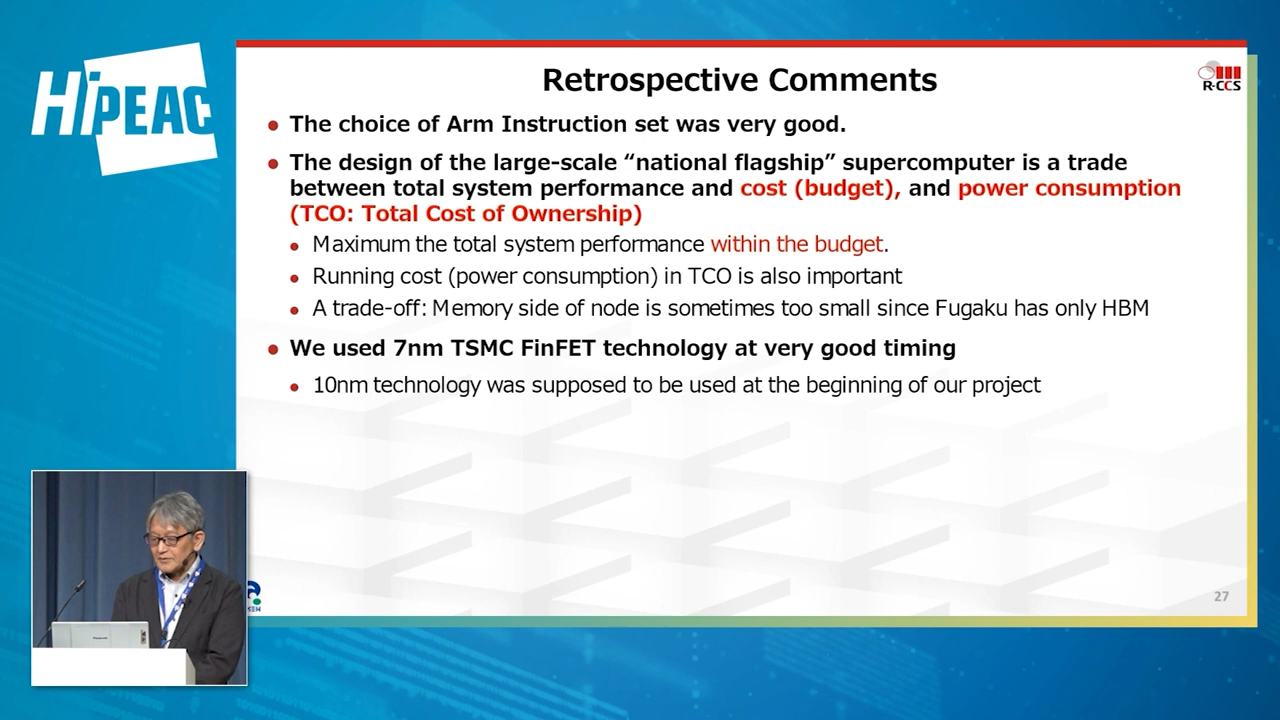 HiPEAC
Retrospective Comments
R-CCS
The choice of Arm Instruction set was very good.
The design of the large-scale “national flagship” supercomputer is a trade
between total system performance and cost (budget), and power consumption
(TCO: Total Cost of Ownership)
Maximum the total system performance within the budget.
Running cost (power consumption) in TCO is also important
A trade-off: Memory side of node is sometimes too small since Fugaku has only HBM
We used 7nm TSMC FinFET technology at very good timing
10nm technology was supposed to be used at the beginning of our project
27